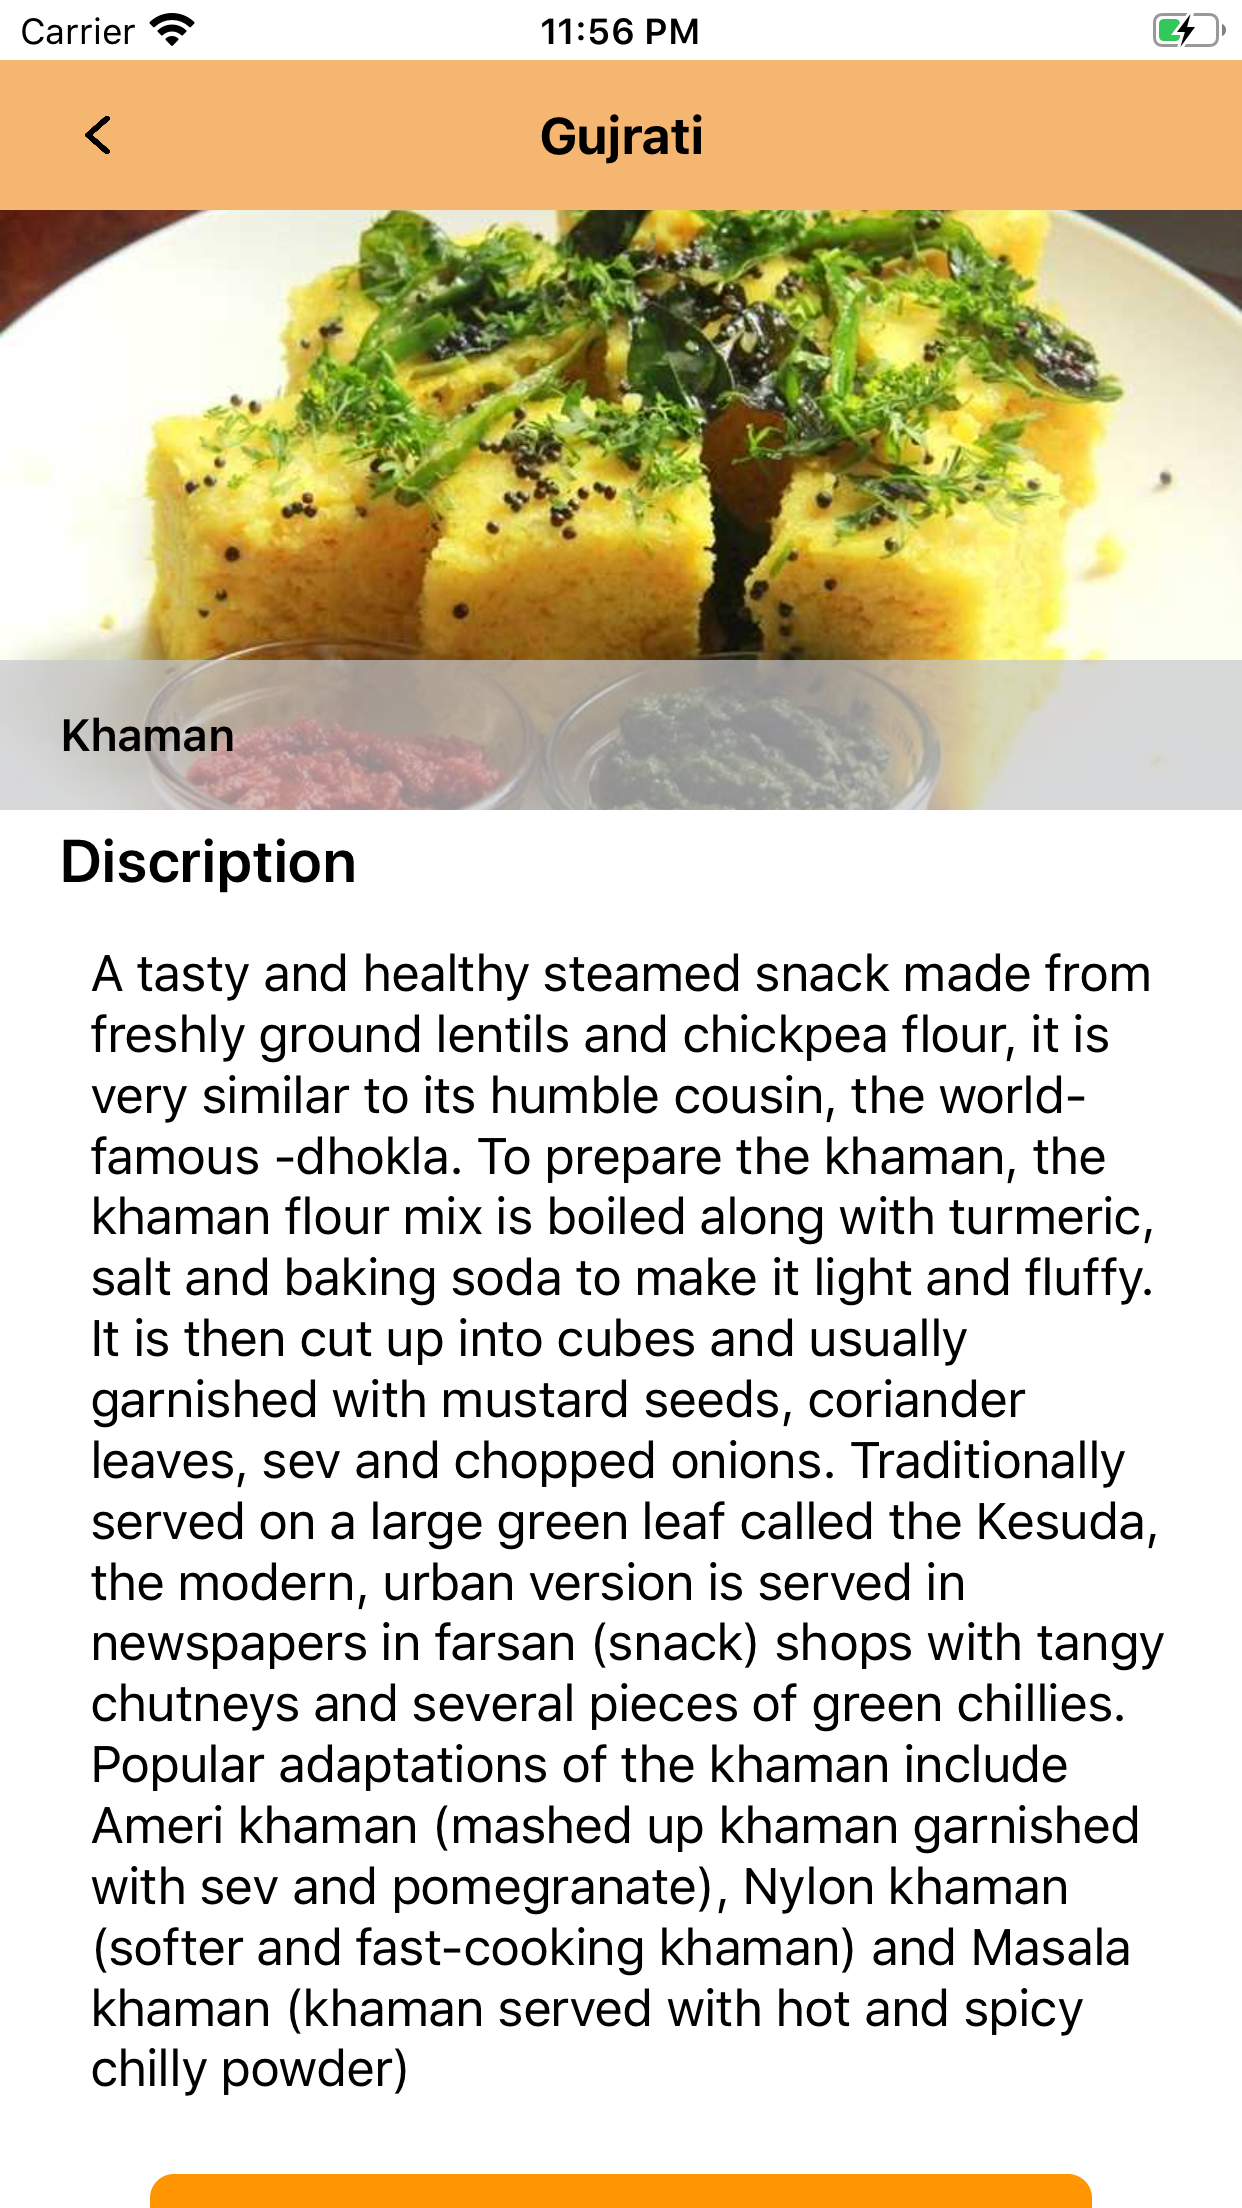 Carrier 11:56 PM
Gujrati
Khaman
Discription
A tasty and healthy steamed snack made from
freshly ground lentils and chickpea flour, it is
very similar to its humble cousin, the world-
famous -dhokla. To prepare the khaman, the
khaman flour mix is boiled along with turmeric,
salt and baking soda to make it light and fluffy.
It is then cut up into cubes and usually
garnished with mustard seeds, coriander
leaves, sev and chopped onions. Traditionally
served on a large green leaf called the Kesuda,
the modern, urban version is served in
newspapers in farsan (snack) shops with tangy
chutneys and several pieces of green chillies.
Popular adaptations of the khaman include
Ameri khaman (mashed up khaman garnished
with sev and pomegranate), Nylon khaman
(softer and fast-cooking khaman) and Masala
khaman (khaman served with hot and spicy
chilly powder)